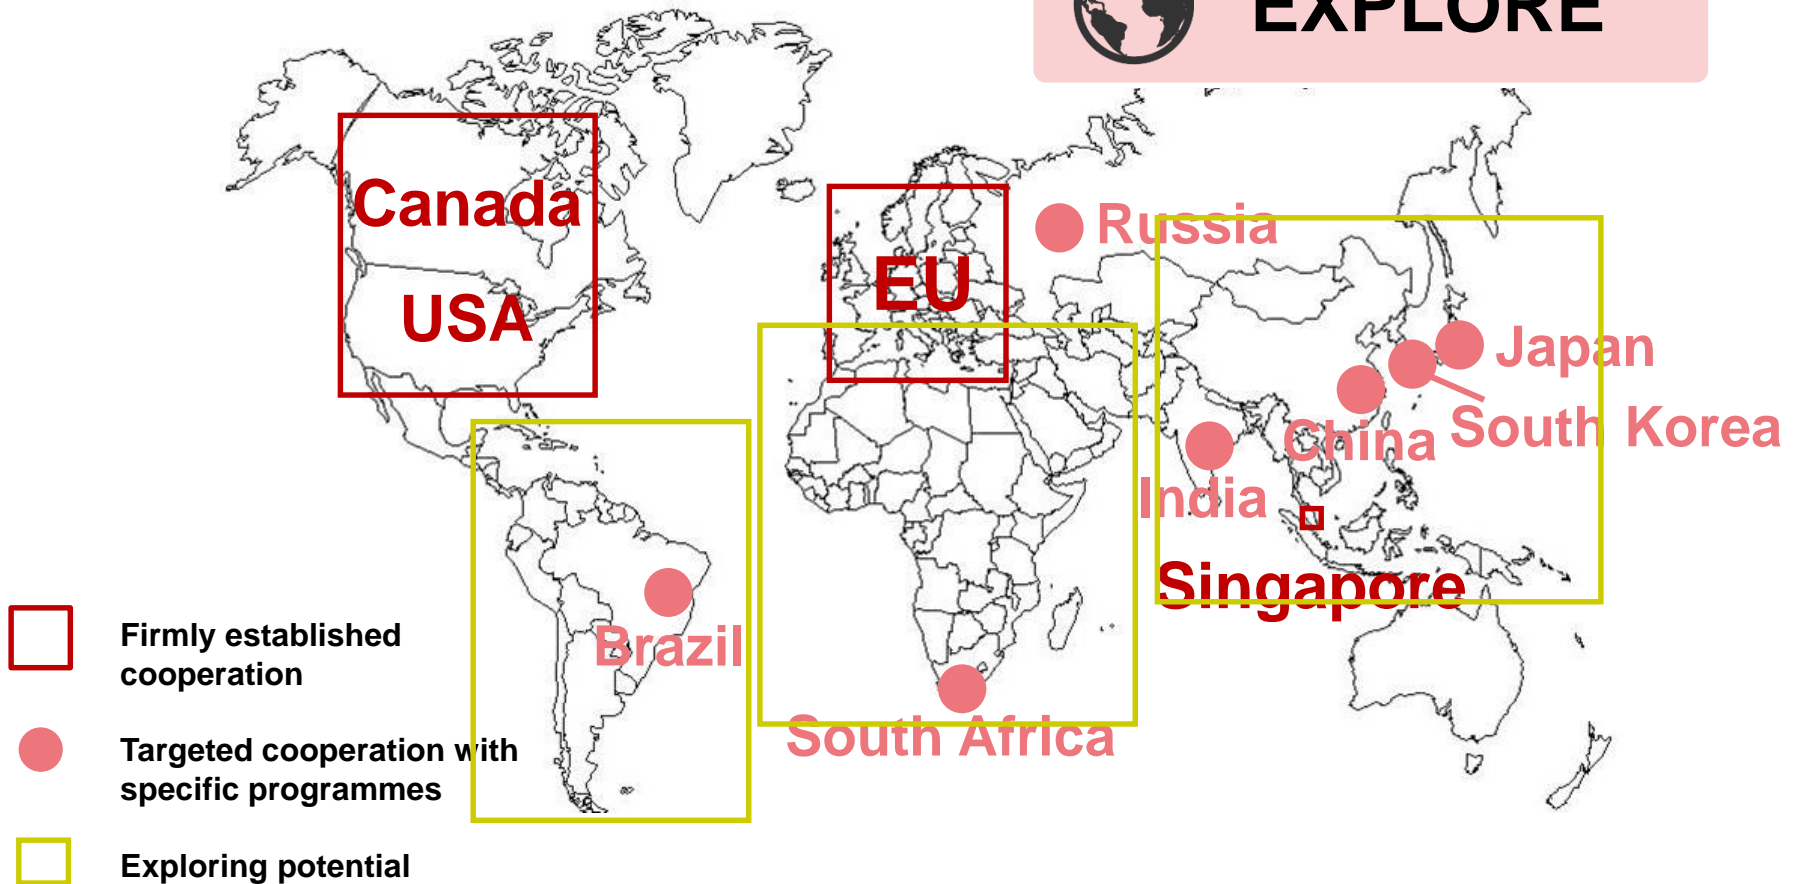 EXPLORE
Canada
USA
EU
Russia
Japan
South Korea
China
India
Singapore
Brazil
South Africa
Firmly established
cooperation
Targeted cooperation with
specific programmes
Exploring potential